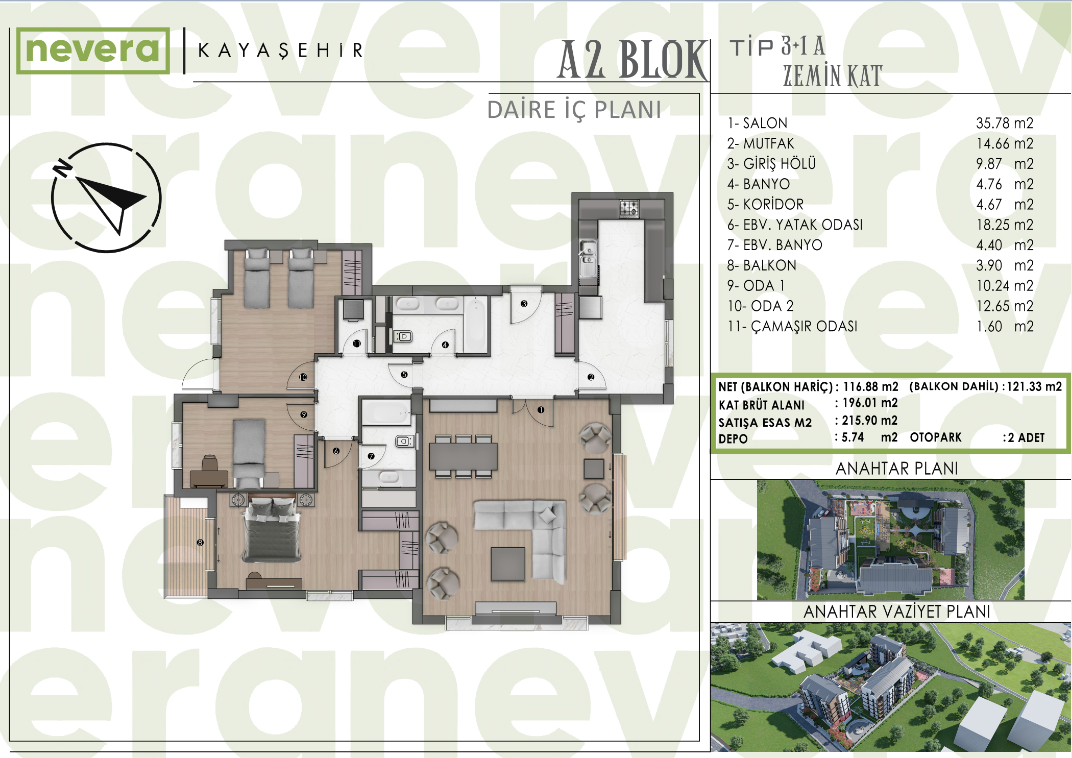 nevera
KAYAŞEHİR
A2 BLOK
TİP 3+1 A
ZEMİN KAT
DAİRE İÇ PLANI
N
1- SALON 35.78 m2
2- MUTFAK 14.66 m2
3- GİRİŞ HÖLÜ 9.87 m2
4- BANYO 4.76 m2
5- KORİDOR 4.67 m2
6- EBV. YATAK ODASI 18.25 m2
7- EBV. BANYO 4.40 m2
8- BALKON 3.90 m2
9- ODA 1 10.24 m2
10- ODA 2 12.65 m2
11- ÇAMAŞIR ODASI 1.60 m2
NET (BALKON HARİÇ) : 116.88 m2 (BALKON DAHİL) :121.33 m2
KAT BRÜT ALANI : 196.01 m2
SATIŞA ESAS M2 : 215.90 m2
DEPO : 5.74 m2 OTOPARK :2 ADET
ANAHTAR PLANI
ANAHTAR VAZİYET PLANI
3
11
4
5
10
2
1
9
6
7
8